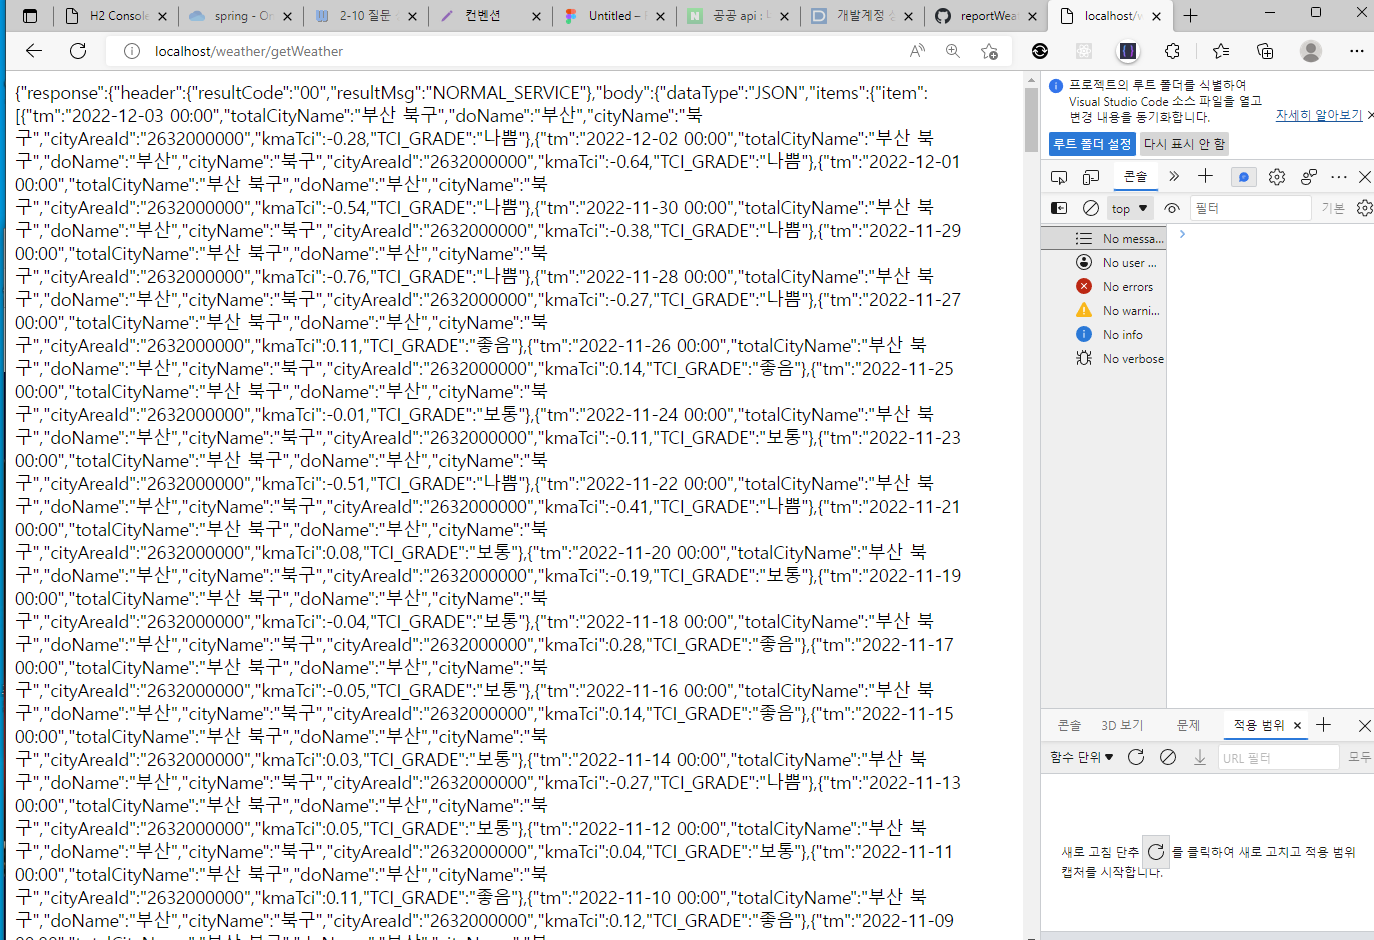 H2 Console
spring - On
2-10 질문
컨벤션
Untitled –
공공 api :
개발계정
reportWea
localhost/w
localhost/weather/getWeather
{"response":{"header":{"resultCode":"00","resultMsg":"NORMAL_SERVICE"},"body":{"dataType":"JSON","items":{"item":
[{"tm":"2022-12-03 00:00","totalCityName":"부산 북구","doName":"부산","cityName":"북
구","cityAreaId":"2632000000","kmaTci":-0.28,"TCI_GRADE":"나쁨"},{"tm":"2022-12-02 00:00","totalCityName":"부산 북
구","doName":"부산","cityName":"북구","cityAreaId":"2632000000","kmaTci":-0.64,"TCI_GRADE":"나쁨"},{"tm":"2022-12-01
00:00","totalCityName":"부산 북구","doName":"부산","cityName":"북
구","cityAreaId":"2632000000","kmaTci":-0.54,"TCI_GRADE":"나쁨"},{"tm":"2022-11-30 00:00","totalCityName":"부산 북
구","doName":"부산","cityName":"북구","cityAreaId":"2632000000","kmaTci":-0.38,"TCI_GRADE":"나쁨"},{"tm":"2022-11-29
00:00","totalCityName":"부산 북구","doName":"부산","cityName":"북
구","cityAreaId":"2632000000","kmaTci":-0.76,"TCI_GRADE":"나쁨"},{"tm":"2022-11-28 00:00","totalCityName":"부산 북
구","doName":"부산","cityName":"북구","cityAreaId":"2632000000","kmaTci":-0.27,"TCI_GRADE":"나쁨"},{"tm":"2022-11-27
00:00","totalCityName":"부산 북구","doName":"부산","cityName":"북
구","cityAreaId":"2632000000","kmaTci":0.11,"TCI_GRADE":"좋음"},{"tm":"2022-11-26 00:00","totalCityName":"부산 북
구","doName":"부산","cityName":"북구","cityAreaId":"2632000000","kmaTci":0.14,"TCI_GRADE":"좋음"},{"tm":"2022-11-25
00:00","totalCityName":"부산 북구","doName":"부산","cityName":"북
구","cityAreaId":"2632000000","kmaTci":-0.01,"TCI_GRADE":"보통"},{"tm":"2022-11-24 00:00","totalCityName":"부산 북
구","doName":"부산","cityName":"북구","cityAreaId":"2632000000","kmaTci":-0.11,"TCI_GRADE":"보통"},{"tm":"2022-11-23
00:00","totalCityName":"부산 북구","doName":"부산","cityName":"북
구","cityAreaId":"2632000000","kmaTci":-0.51,"TCI_GRADE":"나쁨"},{"tm":"2022-11-22 00:00","totalCityName":"부산 북
구","doName":"부산","cityName":"북구","cityAreaId":"2632000000","kmaTci":-0.41,"TCI_GRADE":"나쁨"},{"tm":"2022-11-21
00:00","totalCityName":"부산 북구","doName":"부산","cityName":"북
구","cityAreaId":"2632000000","kmaTci":0.08,"TCI_GRADE":"보통"},{"tm":"2022-11-20 00:00","totalCityName":"부산 북
구","doName":"부산","cityName":"북구","cityAreaId":"2632000000","kmaTci":-0.19,"TCI_GRADE":"보통"},{"tm":"2022-11-19
00:00","totalCityName":"부산 북구","doName":"부산","cityName":"북
구","cityAreaId":"2632000000","kmaTci":-0.04,"TCI_GRADE":"보통"},{"tm":"2022-11-18 00:00","totalCityName":"부산 북
구","doName":"부산","cityName":"북구","cityAreaId":"2632000000","kmaTci":0.28,"TCI_GRADE":"좋음"},{"tm":"2022-11-17
00:00","totalCityName":"부산 북구","doName":"부산","cityName":"북
구","cityAreaId":"2632000000","kmaTci":-0.05,"TCI_GRADE":"보통"},{"tm":"2022-11-16 00:00","totalCityName":"부산 북
구","doName":"부산","cityName":"북구","cityAreaId":"2632000000","kmaTci":0.14,"TCI_GRADE":"좋음"},{"tm":"2022-11-15
00:00","totalCityName":"부산 북구","doName":"부산","cityName":"북
구","cityAreaId":"2632000000","kmaTci":0.03,"TCI_GRADE":"보통"},{"tm":"2022-11-14 00:00","totalCityName":"부산 북
구","doName":"부산","cityName":"북구","cityAreaId":"2632000000","kmaTci":-0.27,"TCI_GRADE":"나쁨"},{"tm":"2022-11-13
00:00","totalCityName":"부산 북구","doName":"부산","cityName":"북
구","cityAreaId":"2632000000","kmaTci":0.05,"TCI_GRADE":"보통"},{"tm":"2022-11-12 00:00","totalCityName":"부산 북
구","doName":"부산","cityName":"북구","cityAreaId":"2632000000","kmaTci":0.04,"TCI_GRADE":"보통"},{"tm":"2022-11-11
00:00","totalCityName":"부산 북구","doName":"부산","cityName":"북
구","cityAreaId":"2632000000","kmaTci":0.11,"TCI_GRADE":"좋음"},{"tm":"2022-11-10 00:00","totalCityName":"부산 북
구","doName":"부산","cityName":"북구","cityAreaId":"2632000000","kmaTci":0.12,"TCI_GRADE":"좋음"},{"tm":"2022-11-09
프로젝트의 루트 폴더를 식별하여
Visual Studio Code 소스 파일을 열고
변경 내용을 동기화합니다.
자세히 알아보기
루트 폴더 설정
다시 표시 안 함
콘솔
top
필터
기본
No messa...
No user ...
No errors
No warni...
No info
No verbose
콘솔
3D 보기
문제
적용 범위
함수 단위
URL 필터
모두
새로 고침 단추 를 클릭하여 새로 고치고 적용 범위
캡처를 시작합니다.